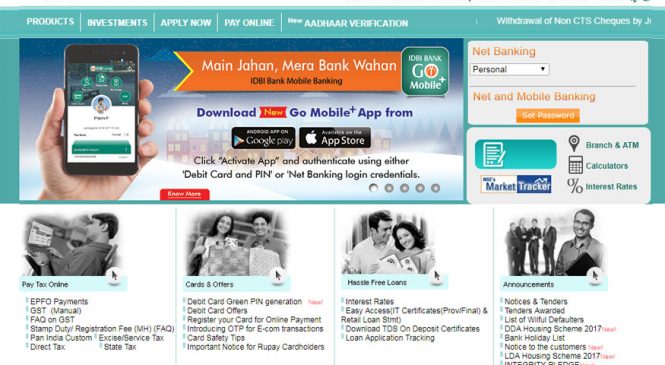 PRODUCTS INVESTMENTS APPLY NOW PAY ONLINE New AADHAAR VERIFICATION
Withdrawal of Non CTS Cheques by
Main Jahan, Mera Bank Wahan
IDBI Bank Mobile Banking
IDBI BANK
GO
Mobile+
Download New Go Mobile+ App from
ANDROID APP ON
Google play
Available on the
App Store
Click "Activate App" and authenticate using either
'Debit Card and PIN' or 'Net Banking login credentials.
Know More
Net Banking
Personal
Net and Mobile Banking
Set Password
NSE's
Market Tracker
Branch & ATM
Calculators
Interest Rates
Pay Tax Online
EPFO Payments
GST (Manual)
FAQ on GST
Stamp Duty/ Registration Fee (MH) (FAQ)
Pan India Custom Excise/Service Tax
Direct Tax State Tax
Cards & Offers
Debit Card Green PIN generation New!
Debit Card Offers
Register your Card for Online Payment
Introducing OTP for E-com transactions
Card Safety Tips
Important Notice for Rupay Cardholders
Hassle Free Loans
Interest Rates
Easy Access(IT Certificates(Prov/Final) &
Retail Loan Stmt)
Download TDS On Deposit Certificates
Loan Application Tracking
Announcements
Notices & Tenders
Tenders Awarded
List of Wilful Defaulters
DDA Housing Scheme 2017 New!
Bank Holiday List
Notice to the customers New!
LDA Housing Scheme 2017 New!
INTEGRITY PLEDGE New!